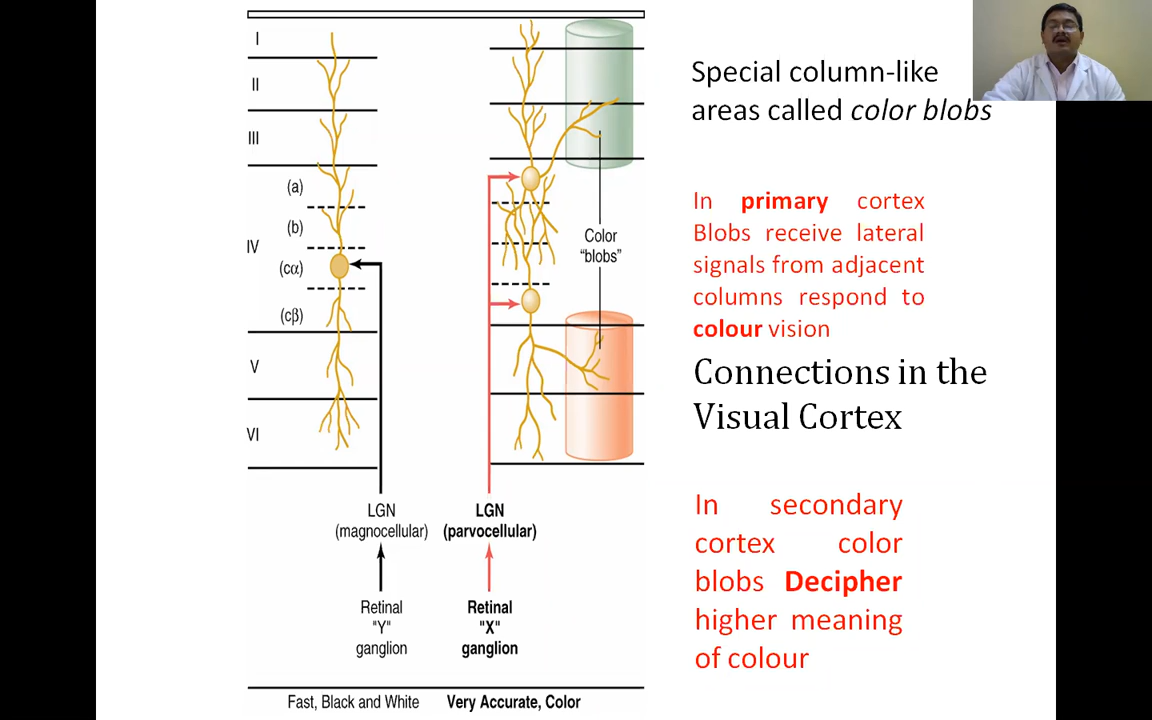 I
II
III
(a)
(b)
IV
(cα)
(cβ)
V
VI
Color
“blobs”
LGN
(magnocellular)
LGN
(parvocellular)
Retinal
"Y"
ganglion
Retinal
"X"
ganglion
Fast, Black and White
Very Accurate, Color
Special column-like
areas called color blobs
In primary cortex
Blobs receive lateral
signals from adjacent
columns respond to
colour vision
Connections in the
Visual Cortex
In secondary
cortex color
blobs Decipher
higher meaning
of colour